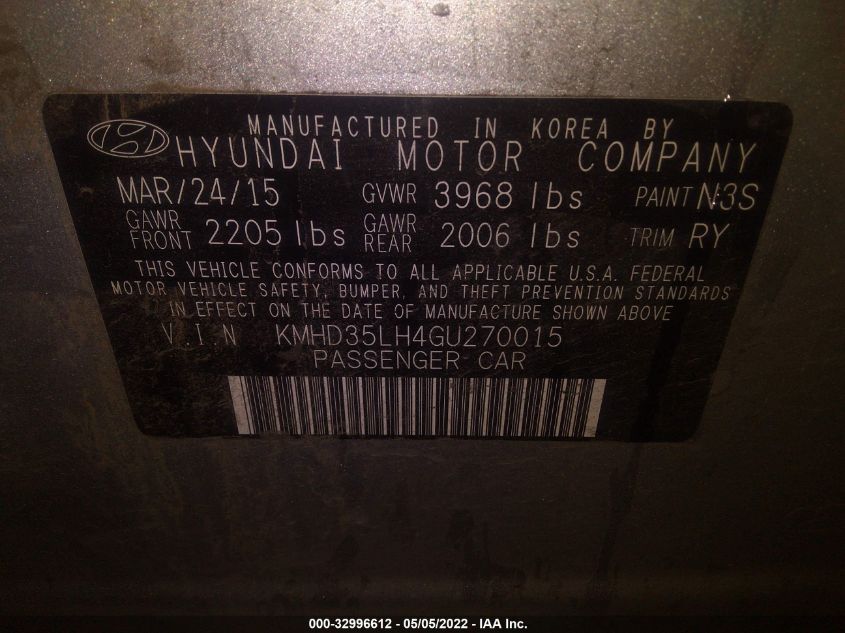 MANUFACTURED IN KOREA BY
HYUNDAI MOTOR COMPANY
MAR/24/15 GVWR 3968 lbs PAINT N3S
GAWR FRONT 2205 lbs GAWR REAR 2006 lbs TRIM RY
THIS VEHICLE CONFORMS TO ALL APPLICABLE U.S.A. FEDERAL
MOTOR VEHICLE SAFETY, BUMPER, AND THEFT PREVENTION STANDARDS
IN EFFECT ON THE DATE OF MANUFACTURE SHOWN ABOVE
V.I.N KMHD35LH4GU270015
PASSENGER CAR
000-32996612 - 05/05/2022 - IAA Inc.